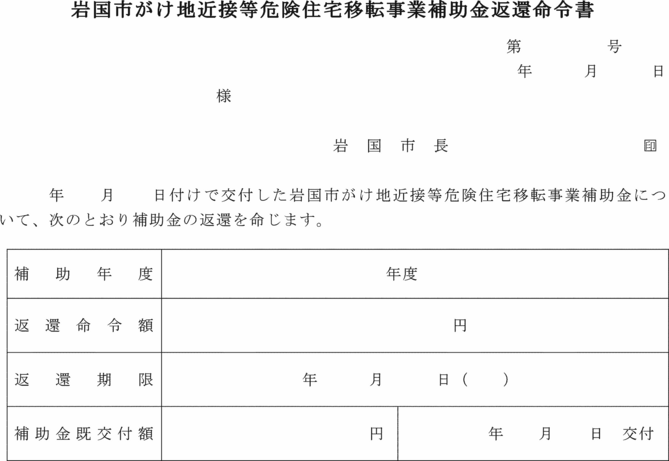 岩国市がけ地近接等危険住宅移転事業補助金返還命令書
第　　　　　号
年　　　月　　　日
様
岩　国　市　長　　　　　　　　　　　　印
年　　月　　日付けで交付した岩国市がけ地近接等危険住宅移転事業補助金につ
いて、次のとおり補助金の返還を命じます。
補助年度　　年度
返還命令額　　円
返還期限　　年　　　月　　　日（　　）
補助金既交付額　　円　　年　　月　　日　交付